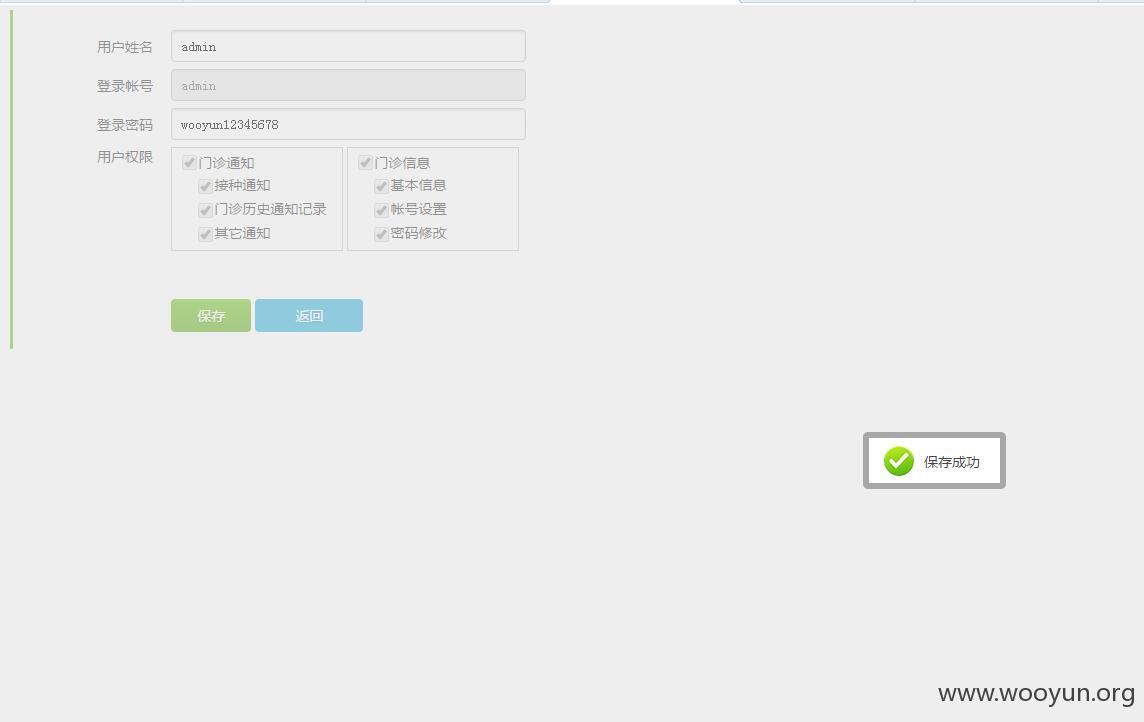 用户姓名 admin
登录帐号 admin
登录密码 wooyun12345678
用户权限 门诊通知 门诊信息
接种通知 基本信息
门诊历史通知记录 帐号设置
其它通知 密码修改
保存 返回
保存成功
www.wooyun.org